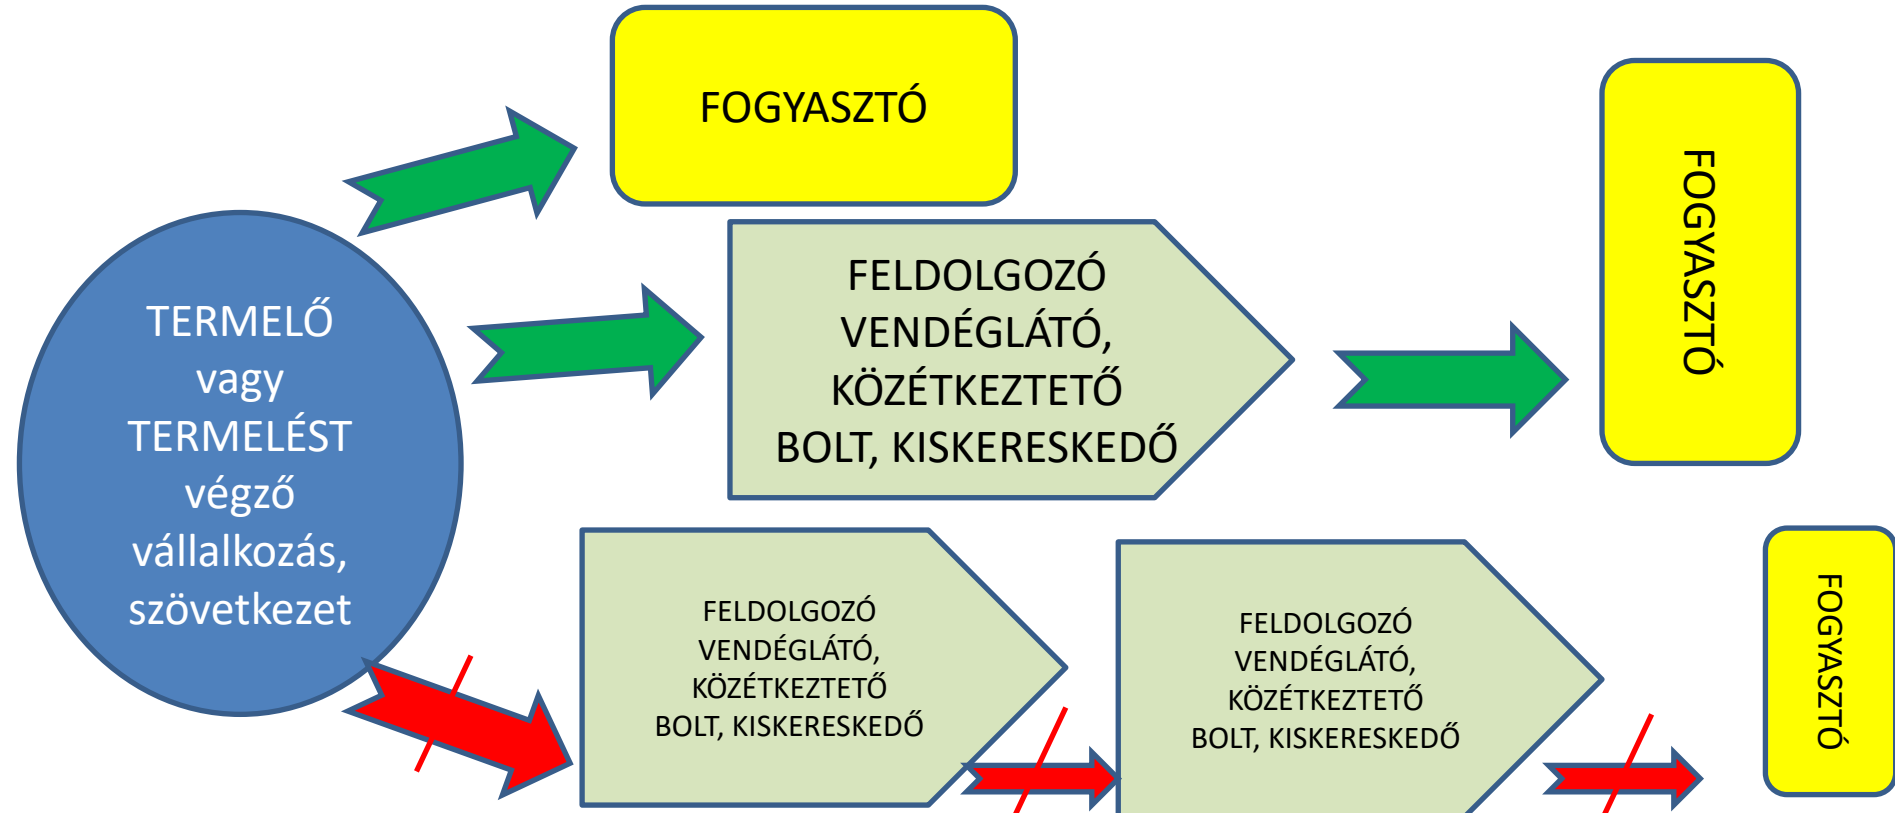 FOGYASZTÓ
TERMELŐ
vagy
TERMELÉST
végző
vállalkozás,
szövetkezet
FELDOLGOZÓ
VENDÉGLÁTÓ,
KÖZÉTKEZTETŐ
BOLT, KISKERESKEDŐ
FOGYASZTÓ
FELDOLGOZÓ
VENDÉGLÁTÓ,
KÖZÉTKEZTETŐ
BOLT, KISKERESKEDŐ
FELDOLGOZÓ
VENDÉGLÁTÓ,
KÖZÉTKEZTETŐ
BOLT, KISKERESKEDŐ
FOGYASZTÓ